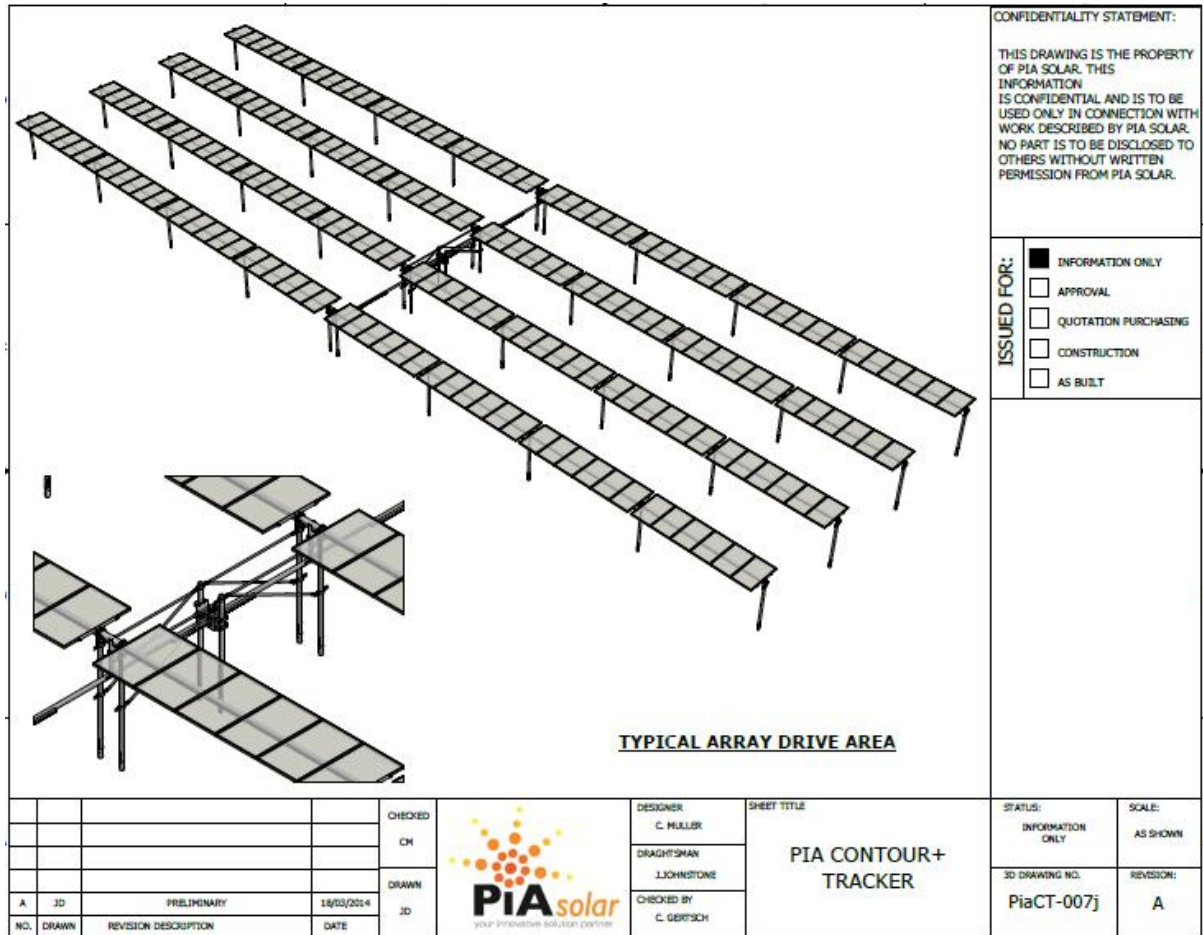 CONFIDENTIALITY STATEMENT:
THIS DRAWING IS THE PROPERTY
OF PIA SOLAR. THIS
INFORMATION
IS CONFIDENTIAL AND IS TO BE
USED ONLY IN CONNECTION WITH
WORK DESCRIBED BY PIA SOLAR.
NO PART IS TO BE DISCLOSED TO
OTHERS WITHOUT WRITTEN
PERMISSION FROM PIA SOLAR.
ISSUED FOR:
INFORMATION ONLY
APPROVAL
QUOTATION PURCHASING
CONSTRUCTION
AS BUILT
TYPICAL ARRAY DRIVE AREA
A JD PRELIMINARY 18/03/2014
NO. DRAWN REVISION DESCRIPTION DATE
CHECKED
CM
DRAWN
JD
PiA solar
your innovative solution partner
DESIGNER
C. MULLER
DRAGHTSMAN
J.JOHNSTONE
CHECKED BY
C. GERTSCH
SHEET TITLE
PIA CONTOUR+
TRACKER
STATUS:
INFORMATION
ONLY
SCALE:
AS SHOWN
3D DRAWING NO.
PiaCT-007j
REVISION:
A